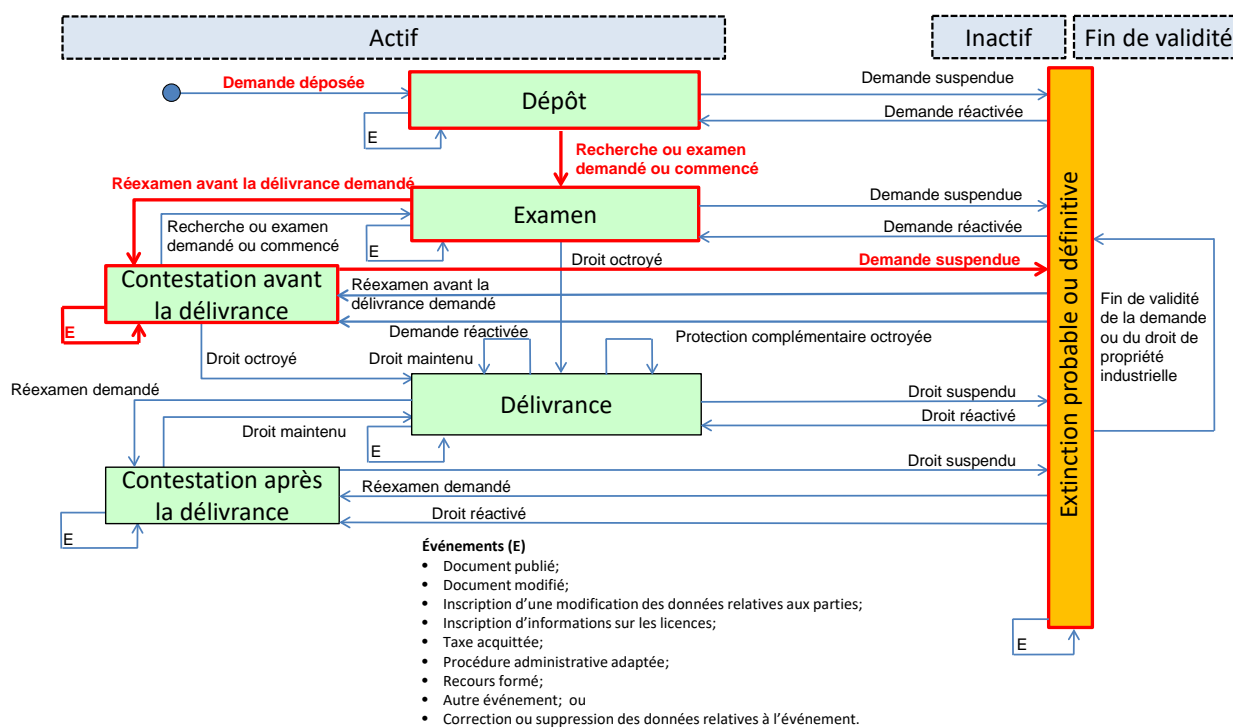 Actif
Inactif
Fin de validité
Demande déposée
Dépôt
Demande suspendue
Demande réactivée
E
Recherche ou examen
demandé ou commencé
Réexamen avant la délivrance demandé
Examen
Demande suspendue
Demande réactivée
Recherche ou examen
demandé ou commencé
E
Droit octroyé
Demande suspendue
Contestation avant
la délivrance
Réexamen avant la
délivrance demandé
E
Fin de validité
de la demande
ou du droit de
propriété
industrielle
Extinction probable ou définitive
Demande réactivée
Protection complémentaire octroyée
Droit octroyé
Droit maintenu
Réexamen demandé
Délivrance
Droit suspendu
Droit réactivé
Droit maintenu
E
Contestation après
la délivrance
Droit suspendu
Réexamen demandé
Droit réactivé
E
Événements (E)
• Document publié;
• Document modifié;
• Inscription d’une modification des données relatives aux parties;
• Inscription d’informations sur les licences;
• Taxe acquittée;
• Procédure administrative adaptée;
• Recours formé;
• Autre événement; ou
• Correction ou suppression des données relatives à l’événement.
E